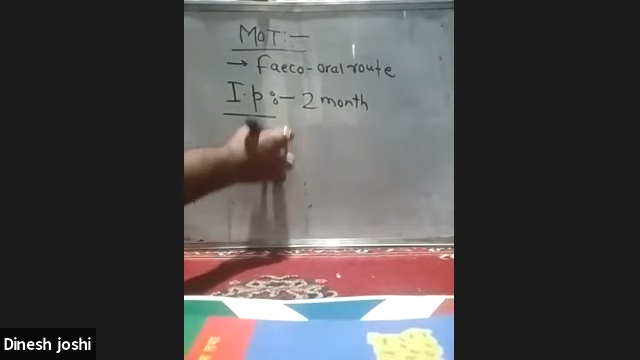 MOT:-
→ faeco-oral route
I.p:- 2 month
Dinesh joshi